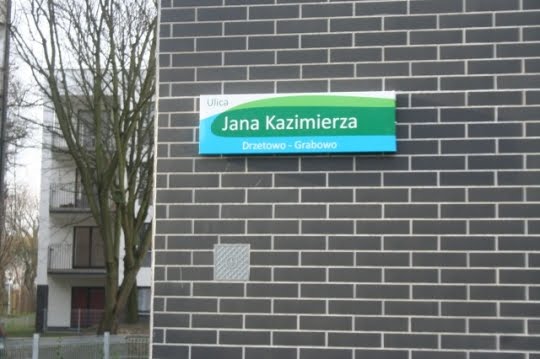 Ulica
Jana Kazimierza
Drzetowo - Grabowo